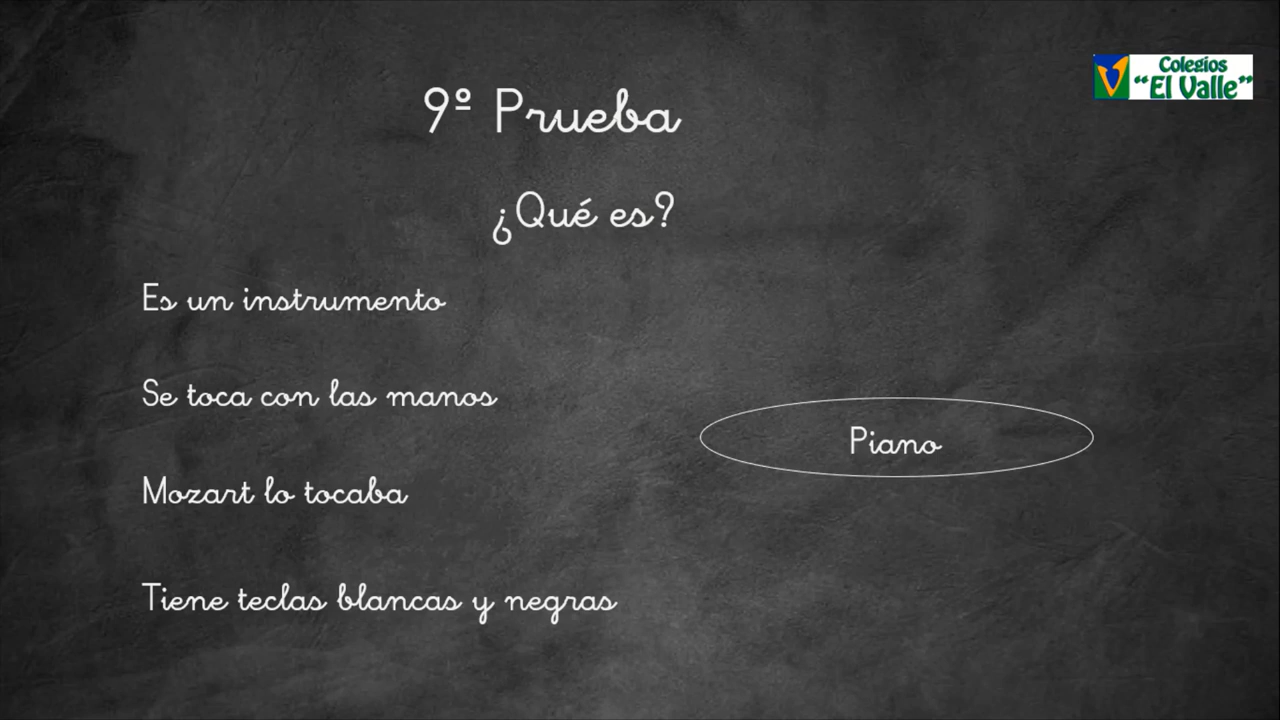 Colegios
“El Valle”
9º Prueba
¿Qué es?
Es un instrumento
Se toca con las manos
Piano
Mozart lo tocaba
Tiene teclas blancas y negras